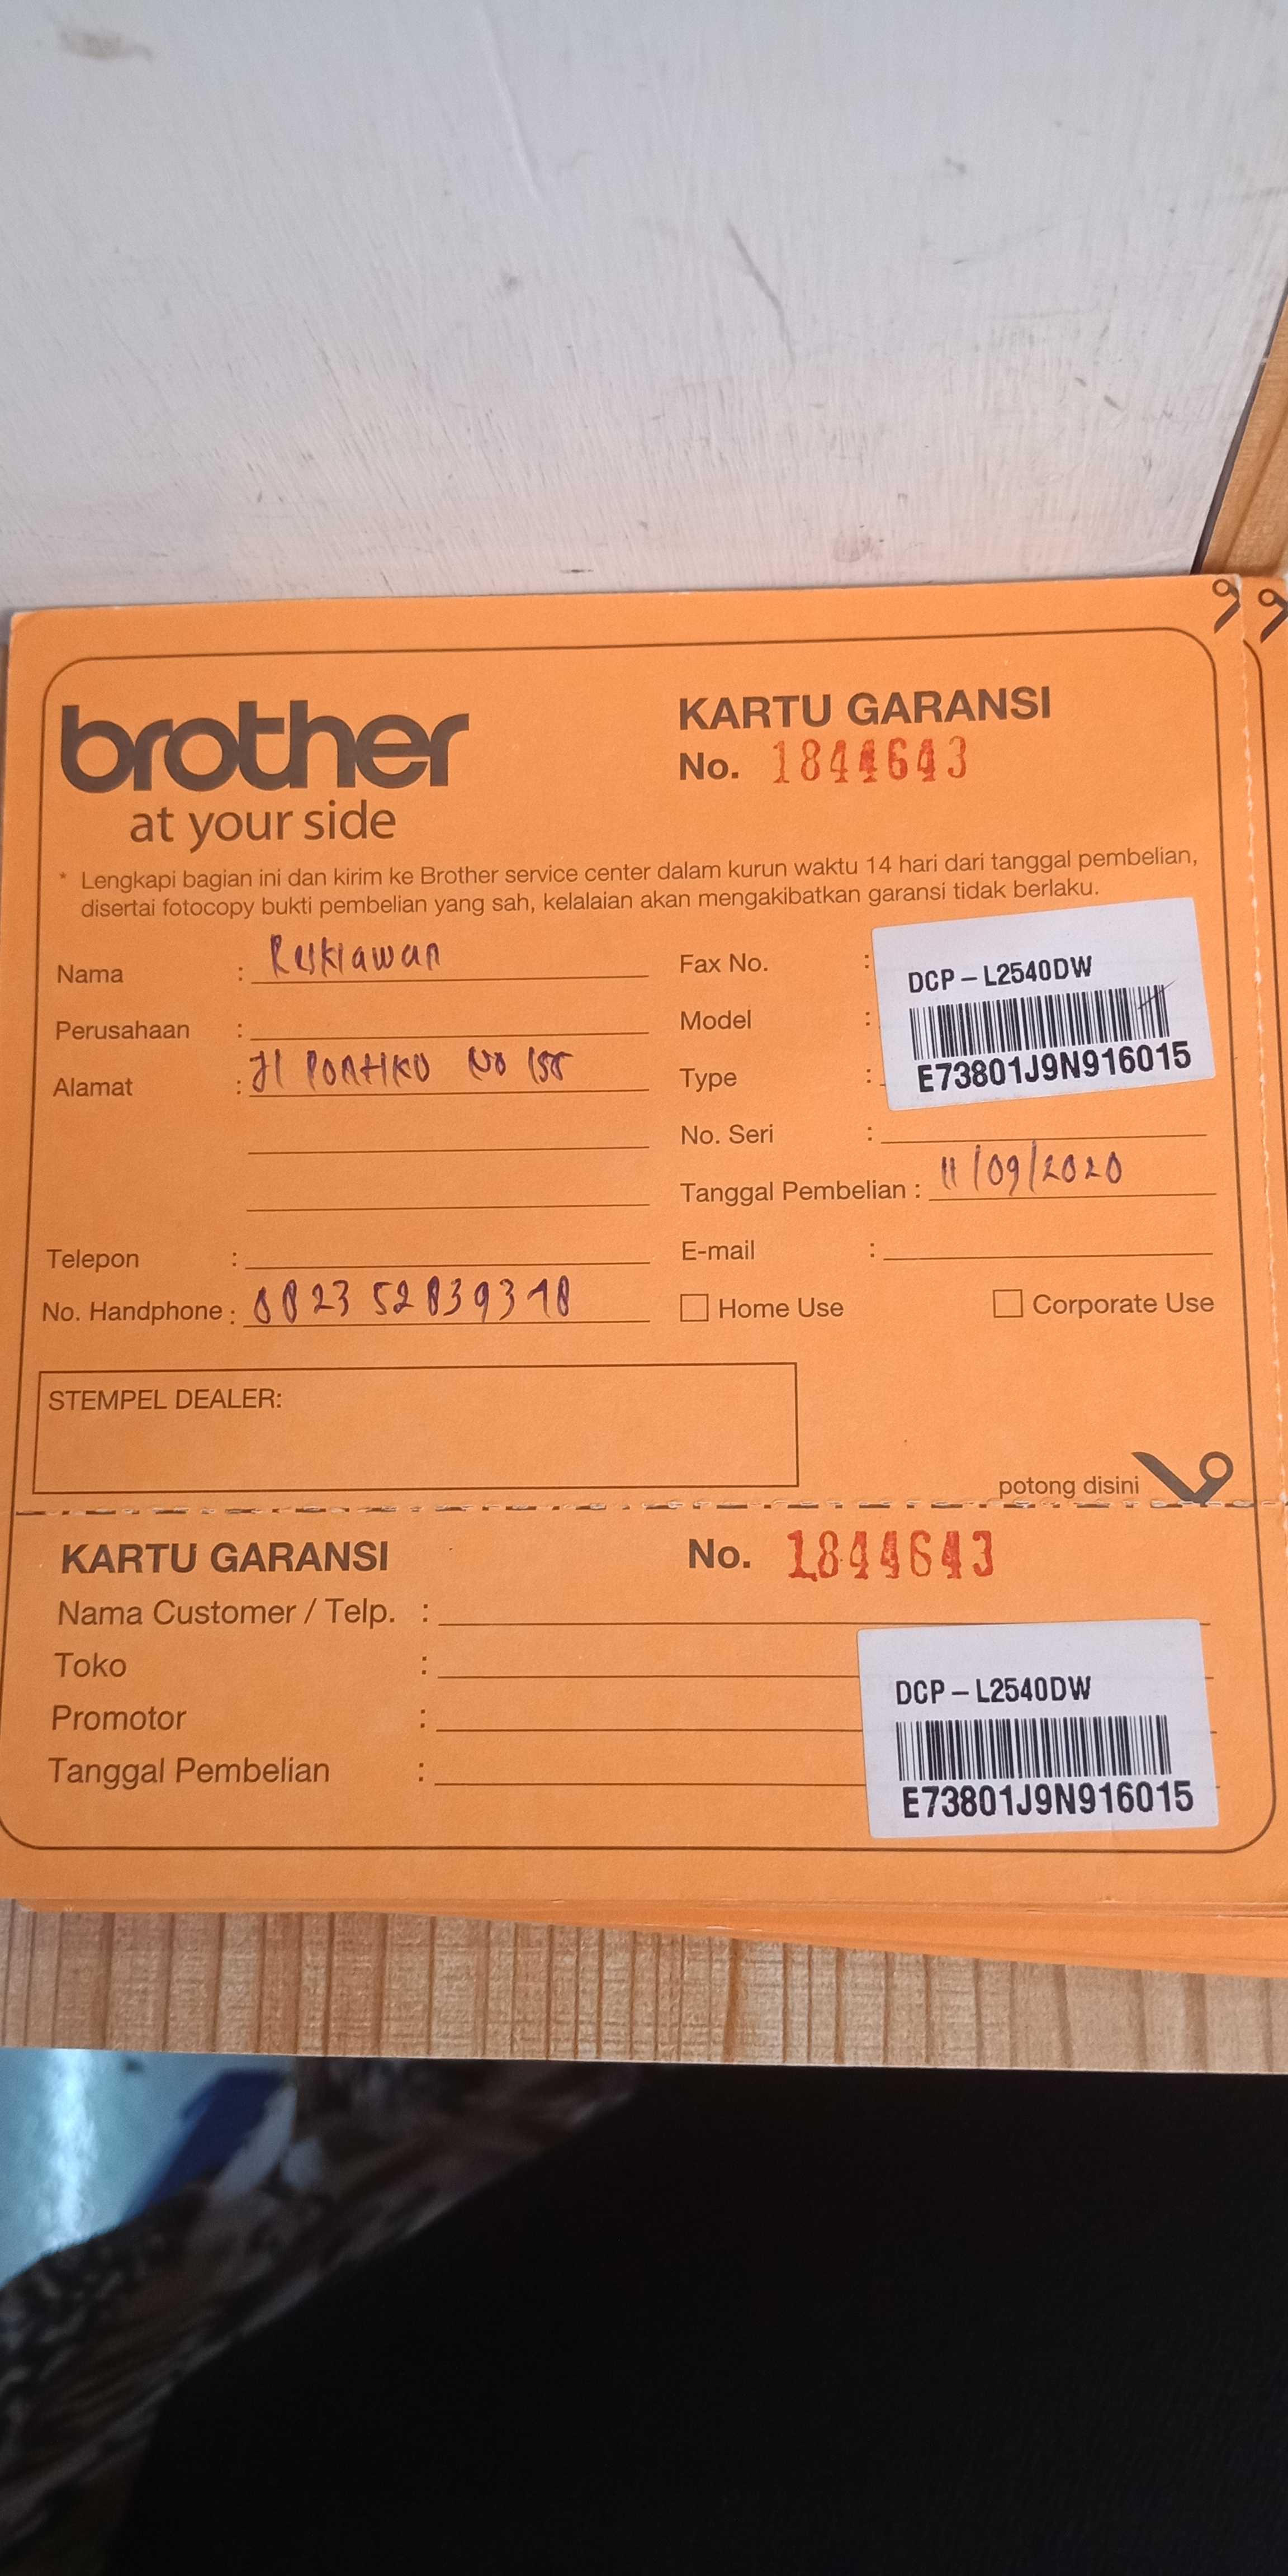 brother
at your side
KARTU GARANSI
No. 1844643
* Lengkapi bagian ini dan kirim ke Brother service center dalam kurun waktu 14 hari dari tanggal pembelian,
disertai fotocopy bukti pembelian yang sah, kelalaian akan mengakibatkan garansi tidak berlaku.
Nama : Reskiawan
Perusahaan :
Alamat : Jl No
Telepon :
No. Handphone :
Fax No. :
Model :
Type :
DCP - L2540DW
E73801J9N916015
No. Seri :
Tanggal Pembelian : 11/09/2020
E-mail :
Home Use
Corporate Use
STEMPEL DEALER:
potong disini
KARTU GARANSI
No. 1844643
Nama Customer / Telp. :
Toko :
Promotor :
Tanggal Pembelian :
DCP - L2540DW
E73801J9N916015